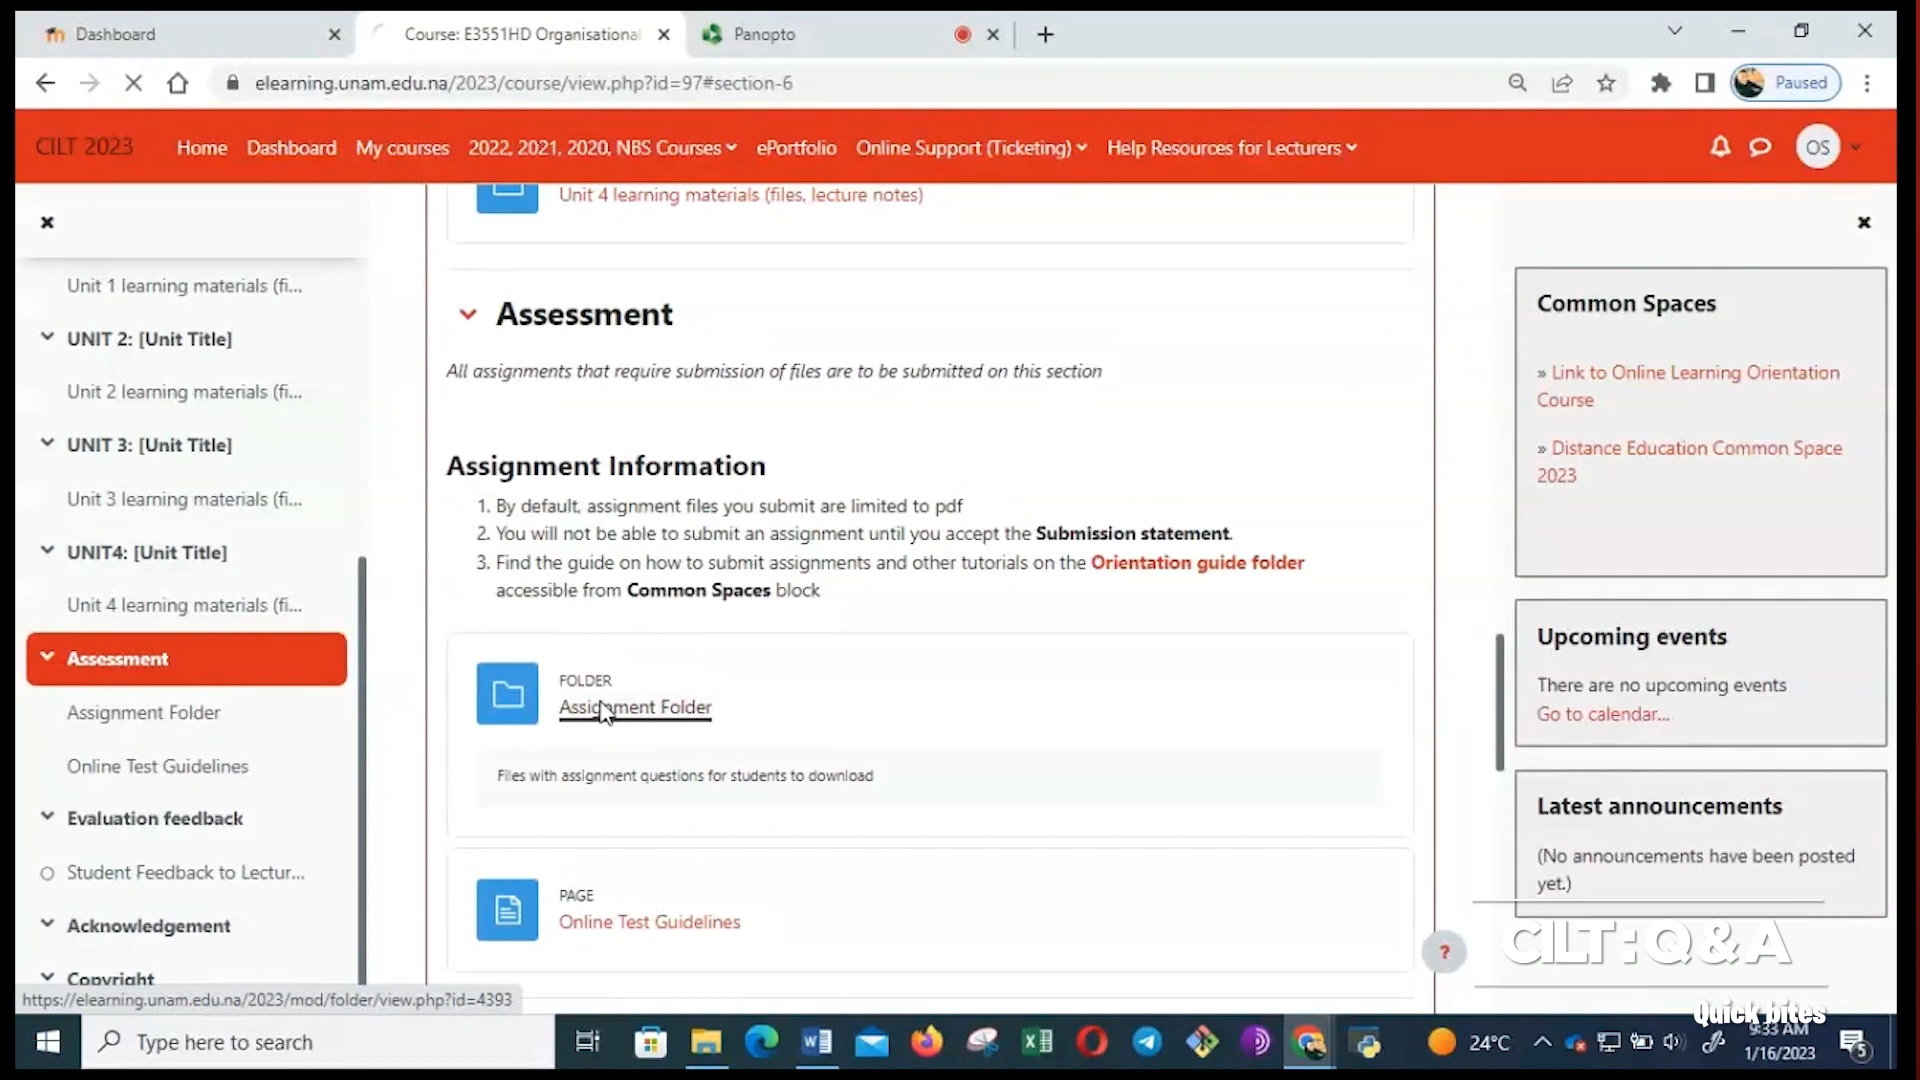 Dashboard
Course: E3551HD Organisational
Panopto
elearning.unam.edu.na/2023/course/view.php?id=97#section-6
Paused
CILT 2023
Home
Dashboard
My courses
2022, 2021, 2020, NBS Courses
ePortfolio
Online Support (Ticketing)
Help Resources for Lecturers
OS
Unit 1 learning materials (fi...
UNIT 2: [Unit Title]
Unit 2 learning materials (fi...
UNIT 3: [Unit Title]
Unit 3 learning materials (fi...
UNIT4: [Unit Title]
Unit 4 learning materials (fi...
Assessment
Assignment Folder
Online Test Guidelines
Evaluation feedback
Student Feedback to Lectur...
Acknowledgement
Copyright
https://elearning.unam.edu.na/2023/mod/folder/view.php?id=4393
Unit 4 learning materials (files, lecture notes)
Assessment
All assignments that require submission of files are to be submitted on this section
Assignment Information
1. By default, assignment files you submit are limited to pdf
2. You will not be able to submit an assignment until you accept the Submission statement.
3. Find the guide on how to submit assignments and other tutorials on the Orientation guide folder
accessible from Common Spaces block
FOLDER
Assignment Folder
Files with assignment questions for students to download
PAGE
Online Test Guidelines
Common Spaces
» Link to Online Learning Orientation
Course
» Distance Education Common Space
2023
Upcoming events
There are no upcoming events
Go to calendar...
Latest announcements
(No announcements have been posted
yet.)
?
CILT:Q&A
Quick bites
Type here to search
24°C
9:33 AM
1/16/2023
5